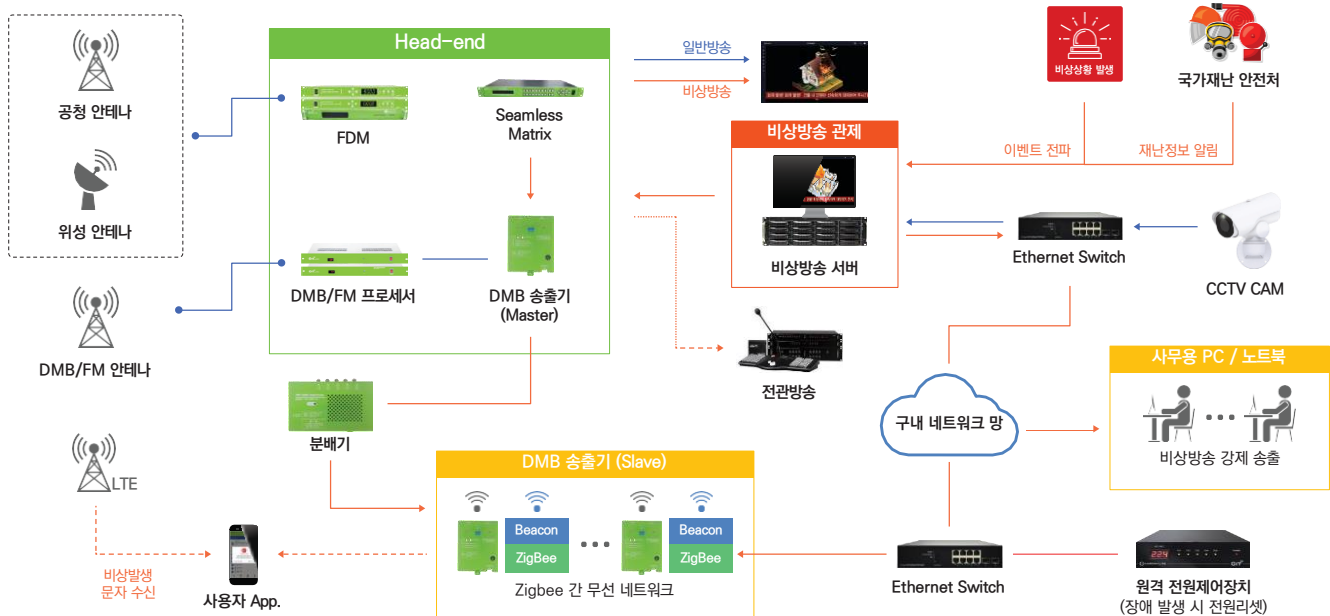 Head-end
공청 안테나
위성 안테나
DMB/FM 안테나
FDM
Seamless
Matrix
DMB/FM 프로세서
DMB 송출기
(Master)
일반방송
비상방송
비상상황 발생
국가재난 안전처
이벤트 전파
재난정보 알림
비상방송 관제
비상방송 서버
Ethernet Switch
CCTV CAM
전관방송
분배기
구내 네트워크 망
사무용 PC / 노트북
비상방송 강제 송출
LTE
비상발생
문자 수신
사용자 App.
DMB 송출기 (Slave)
Beacon
ZigBee
Beacon
ZigBee
Zigbee 간 무선 네트워크
Ethernet Switch
224
원격 전원제어장치
(장애 발생 시 전원리셋)